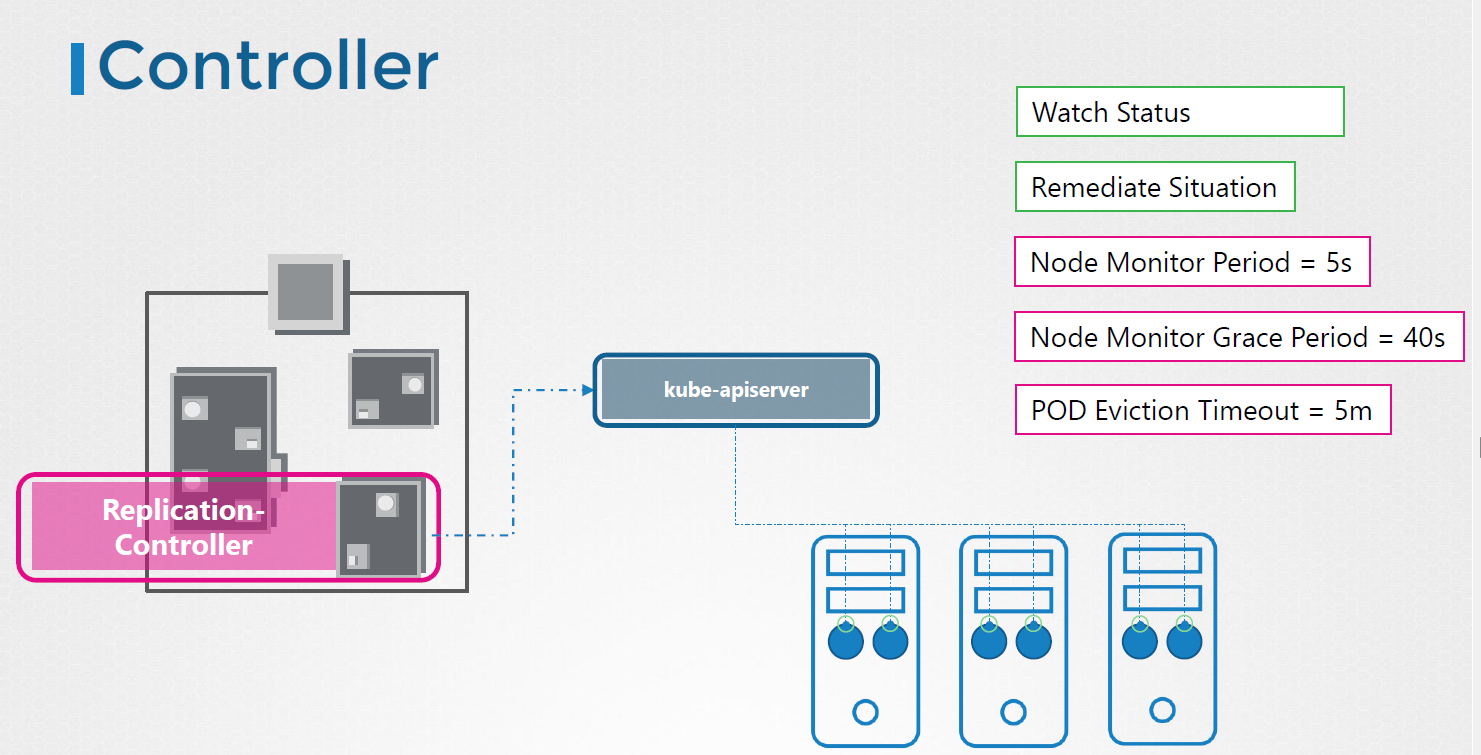 Controller
Watch Status
Remediate Situation
Node Monitor Period = 5s
Node Monitor Grace Period = 40s
POD Eviction Timeout = 5m
kube-apiserver
Replication-
Controller